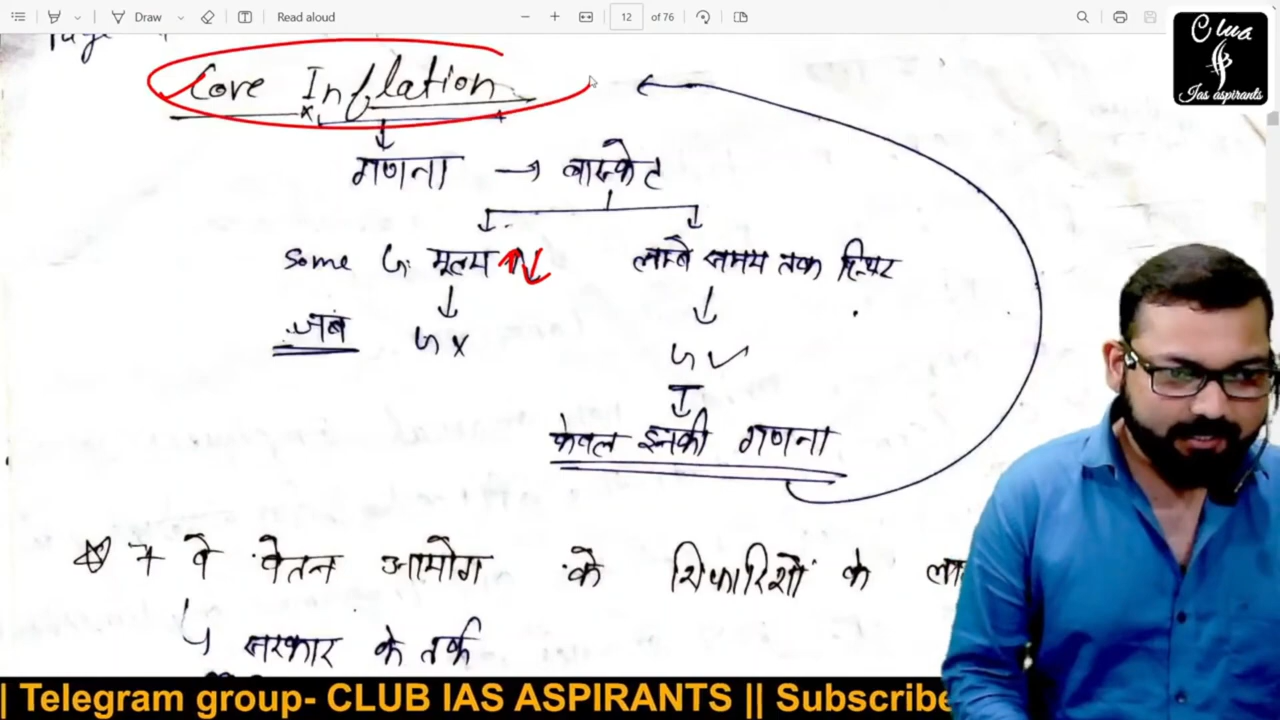 Draw
Read aloud
12 of 76
Club
Ias aspirants
Core Inflation
गणना → बास्केट
some मूल्य ↑↓ लाम्बे समय तक स्थिर
जब
केवल इनकी गणना
7 वे वेतन आयोग के सिफारिशों के
सरकार के तर्क
| Telegram group- CLUB IAS ASPIRANTS || Subscribe